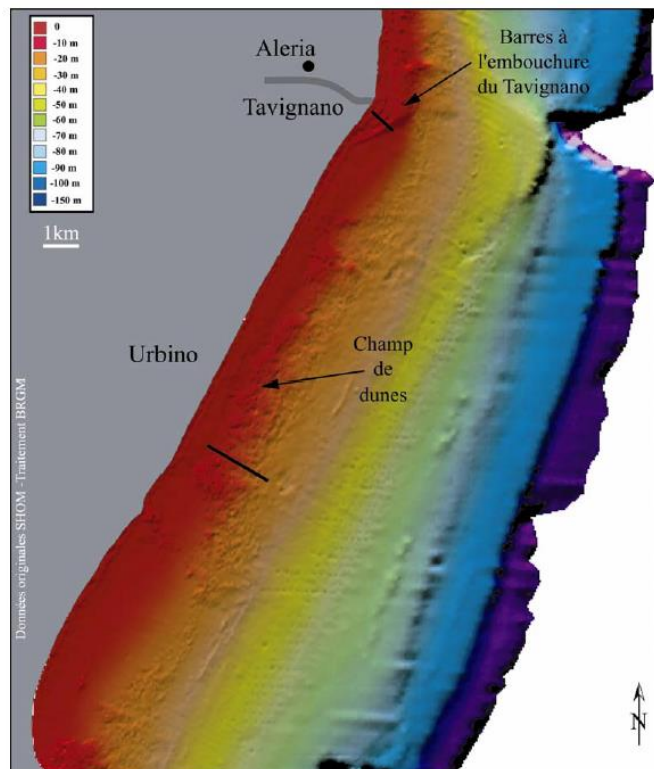 0
-10 m
-20 m
-30 m
-40 m
-50 m
-60 m
-70 m
-80 m
-90 m
-100 m
-150 m
1km
Aleria
Tavignano
Barres à
l'embouchure
du Tavignano
Urbino
Champ
de
dunes
Données originales SHOM -Traitement BRGM
N